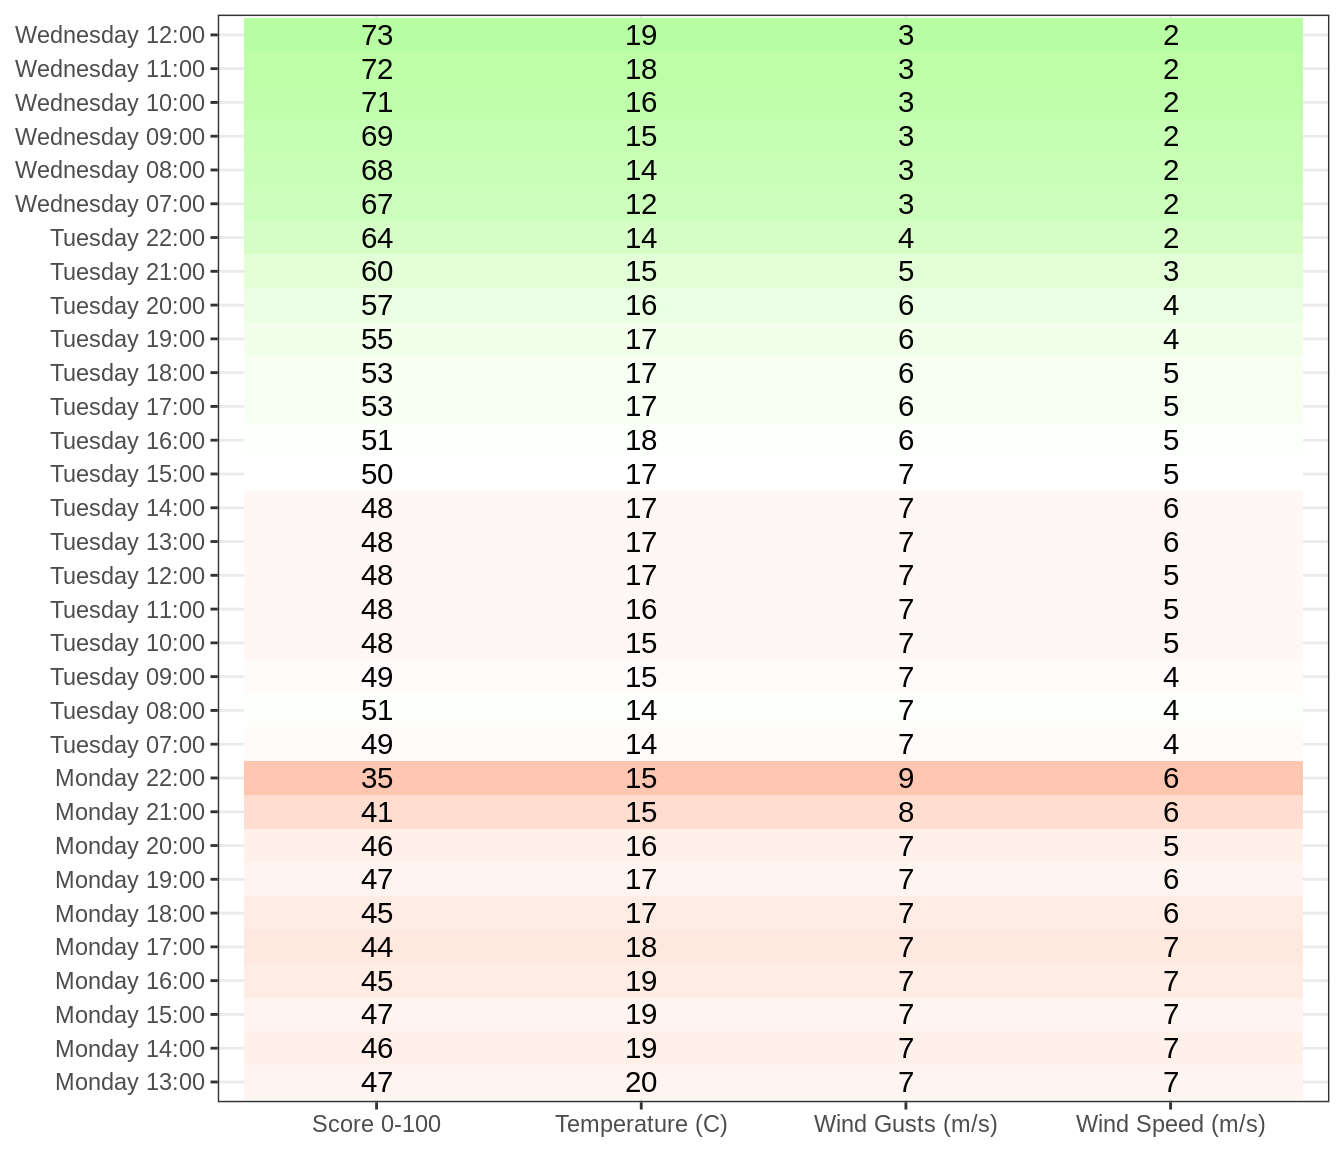 Wednesday 12:00 73 19 3 2
Wednesday 11:00 72 18 3 2
Wednesday 10:00 71 16 3 2
Wednesday 09:00 69 15 3 2
Wednesday 08:00 68 14 3 2
Wednesday 07:00 67 12 3 2
Tuesday 22:00 64 14 4 2
Tuesday 21:00 60 15 5 3
Tuesday 20:00 57 16 6 4
Tuesday 19:00 55 17 6 4
Tuesday 18:00 53 17 6 5
Tuesday 17:00 53 17 6 5
Tuesday 16:00 51 18 6 5
Tuesday 15:00 50 17 7 5
Tuesday 14:00 48 17 7 6
Tuesday 13:00 48 17 7 6
Tuesday 12:00 48 17 7 5
Tuesday 11:00 48 16 7 5
Tuesday 10:00 48 15 7 5
Tuesday 09:00 49 15 7 4
Tuesday 08:00 51 14 7 4
Tuesday 07:00 49 14 7 4
Monday 22:00 35 15 9 6
Monday 21:00 41 15 8 6
Monday 20:00 46 16 7 5
Monday 19:00 47 17 7 6
Monday 18:00 45 17 7 6
Monday 17:00 44 18 7 7
Monday 16:00 45 19 7 7
Monday 15:00 47 19 7 7
Monday 14:00 46 19 7 7
Monday 13:00 47 20 7 7
Score 0-100 Temperature (C) Wind Gusts (m/s) Wind Speed (m/s)